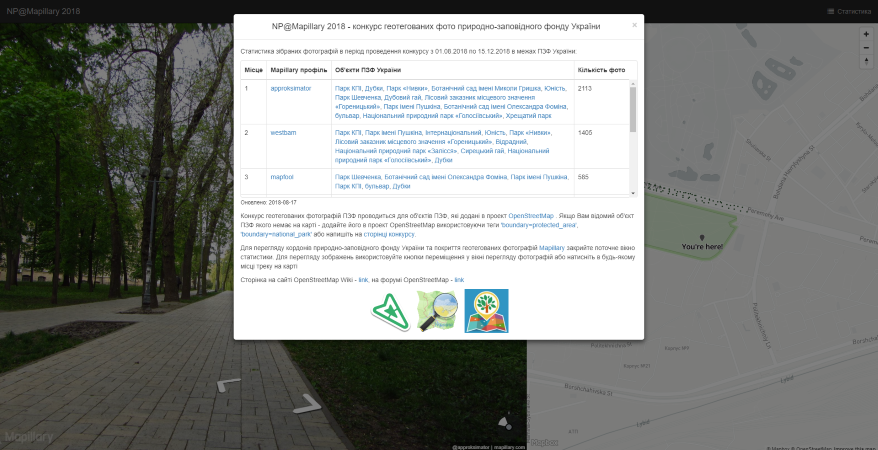 NP@Mapillary 2018
Статистика
NP@Mapillary 2018 - конкурс геотегованих фото природно-заповідного фонду України
×
Статистика зібраних фотографій в період проведення конкурсу з 01.08.2018 по 15.12.2018 в межах ПЗФ України:
Місце Mapillary профіль Об'єкти ПЗФ України Кількість фото
1 approksimator Парк КПІ, Дубки, Парк «Нивки», Ботанічний сад імені Миколи Гришка, Юність, 2113
Парк Шевченка, Дубовий гай, Лісовий заказник місцевого значення
«Гореницький», Парк імені Пушкіна, Ботанічний сад імені Олександра Фоміна,
бульвар, Національний природний парк «Голосіївський», Хрещатий парк
2 westbam Парк КПІ, Парк імені Пушкіна, Інтернаціональний, Юність, Парк «Нивки», 1405
Лісовий заказник місцевого значення «Гореницький», Відрадний,
Національний природний парк «Залісся», Сирецький гай, Національний
природний парк «Голосіївський», Дубки
3 mapfool Парк Шевченка, Ботанічний сад імені Олександра Фоміна, Парк імені Пушкіна, 585
Парк КПІ, бульвар, Дубки
Оновлено: 2018-08-17
Конкурс геотегованих фотографій ПЗФ проводиться для об'єктів ПЗФ, які додані в проект OpenStreetMap . Якщо Вам відомий об'єкт
ПЗФ якого немає на карті - додайте його в проект OpenStreetMap використовуючи теги 'boundary=protected_area',
'boundary=national_park' або напишіть на сторінці конкурсу.
Для перегляду кордонів природно-заповідного фонду України та покриття геотегованих фотографій Mapillary закрийте поточне вікно
статистики. Для перегляду зображень використовуйте кнопки переміщення у вікні перегляду фотографій або натисніть в будь-якому
місці треку на карті
Сторінка на сайті OpenStreetMap Wiki - link, на форумі OpenStreetMap - link
You're here!
Borshchahivska St
Lybid
Lybid
Mapillary
@approksimator | mapillary.com
Mapbox